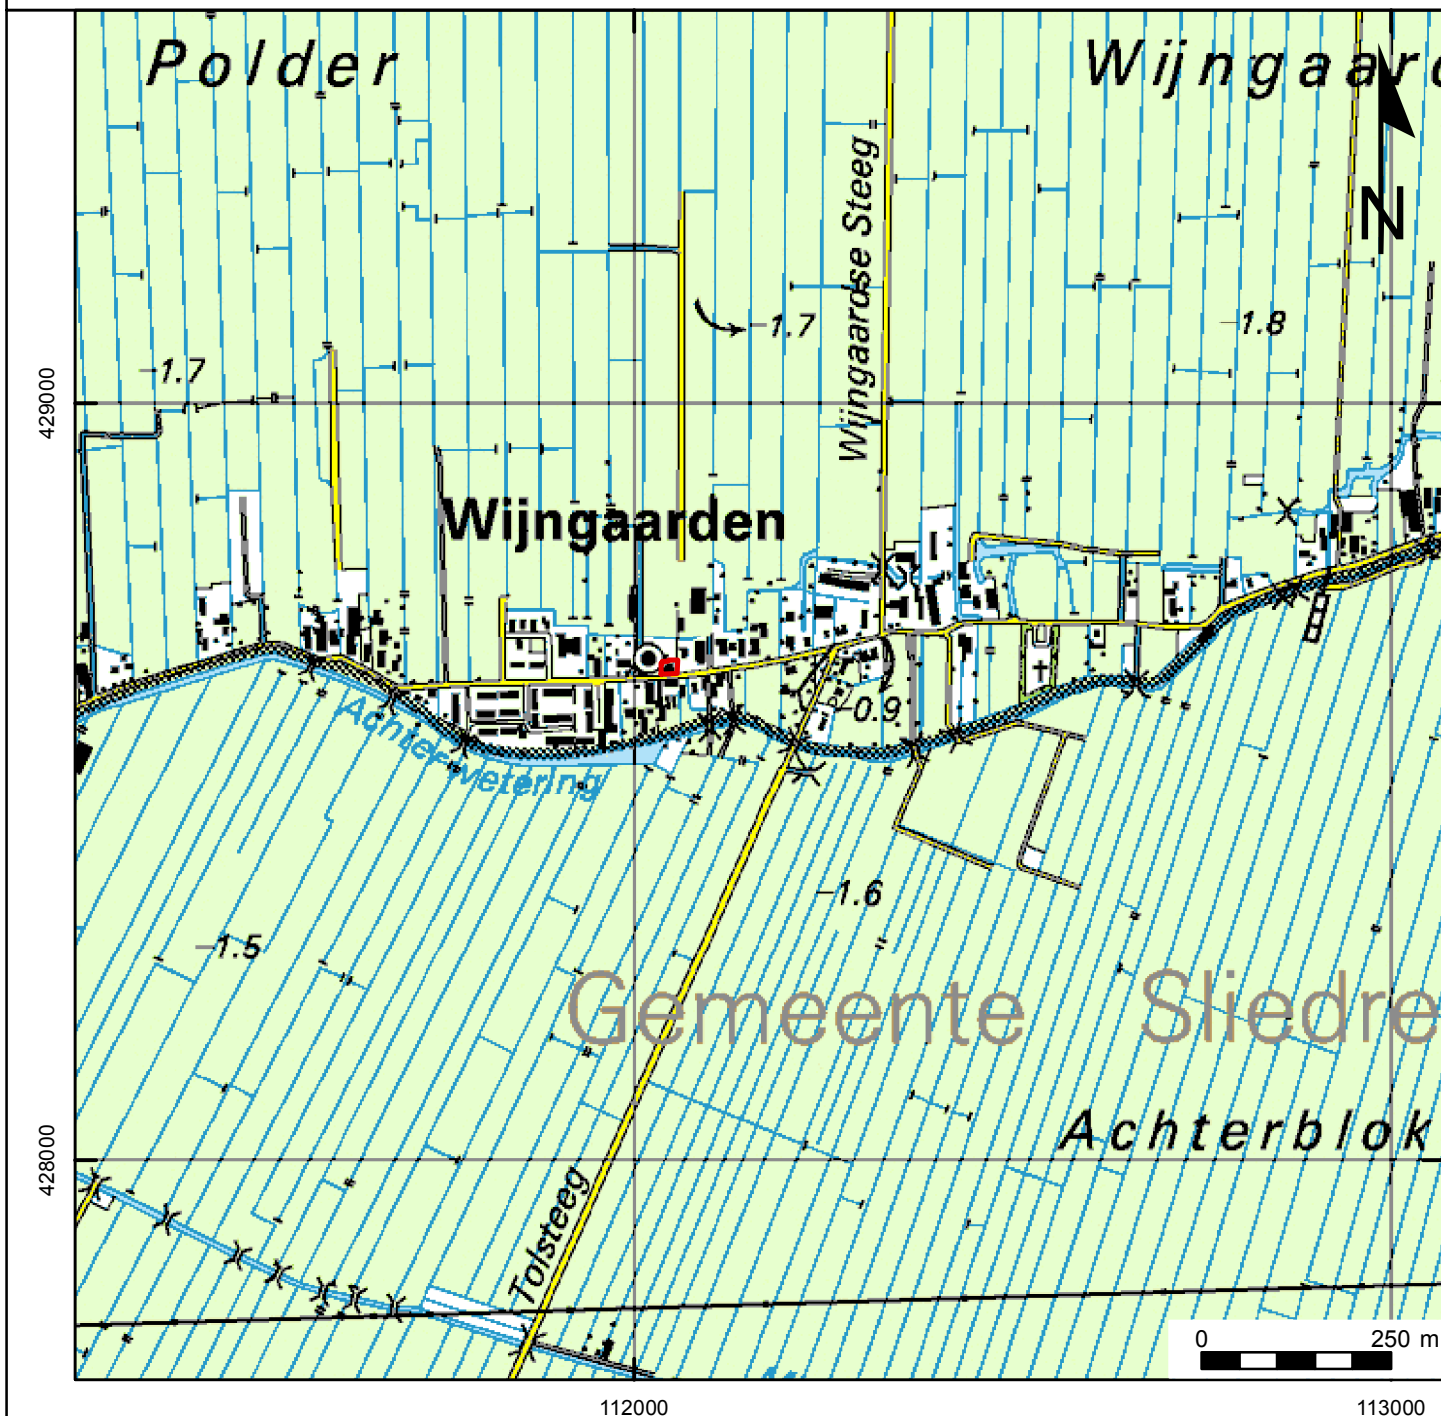 Polder
Wijngaard
N
Wijngaardse Steeg
-1.7
-1.8
-1.7
429000
Wijngaarden
-0.9
Achterwetering
-1.6
-1.5
Gemeente Sliedre
Achterblok
428000
Tolsteeg
0 250 m
112000 113000